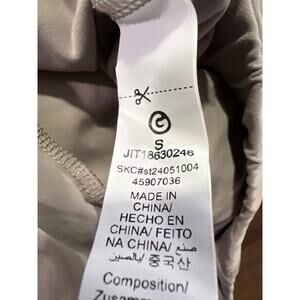 S
JIT18630246
SKC#st24051004
45907036
MADE IN
CHINA/
HECHO EN
CHINA/ FEITO
NA CHINA/ صنع
في الصين/ 중국산
Composition/